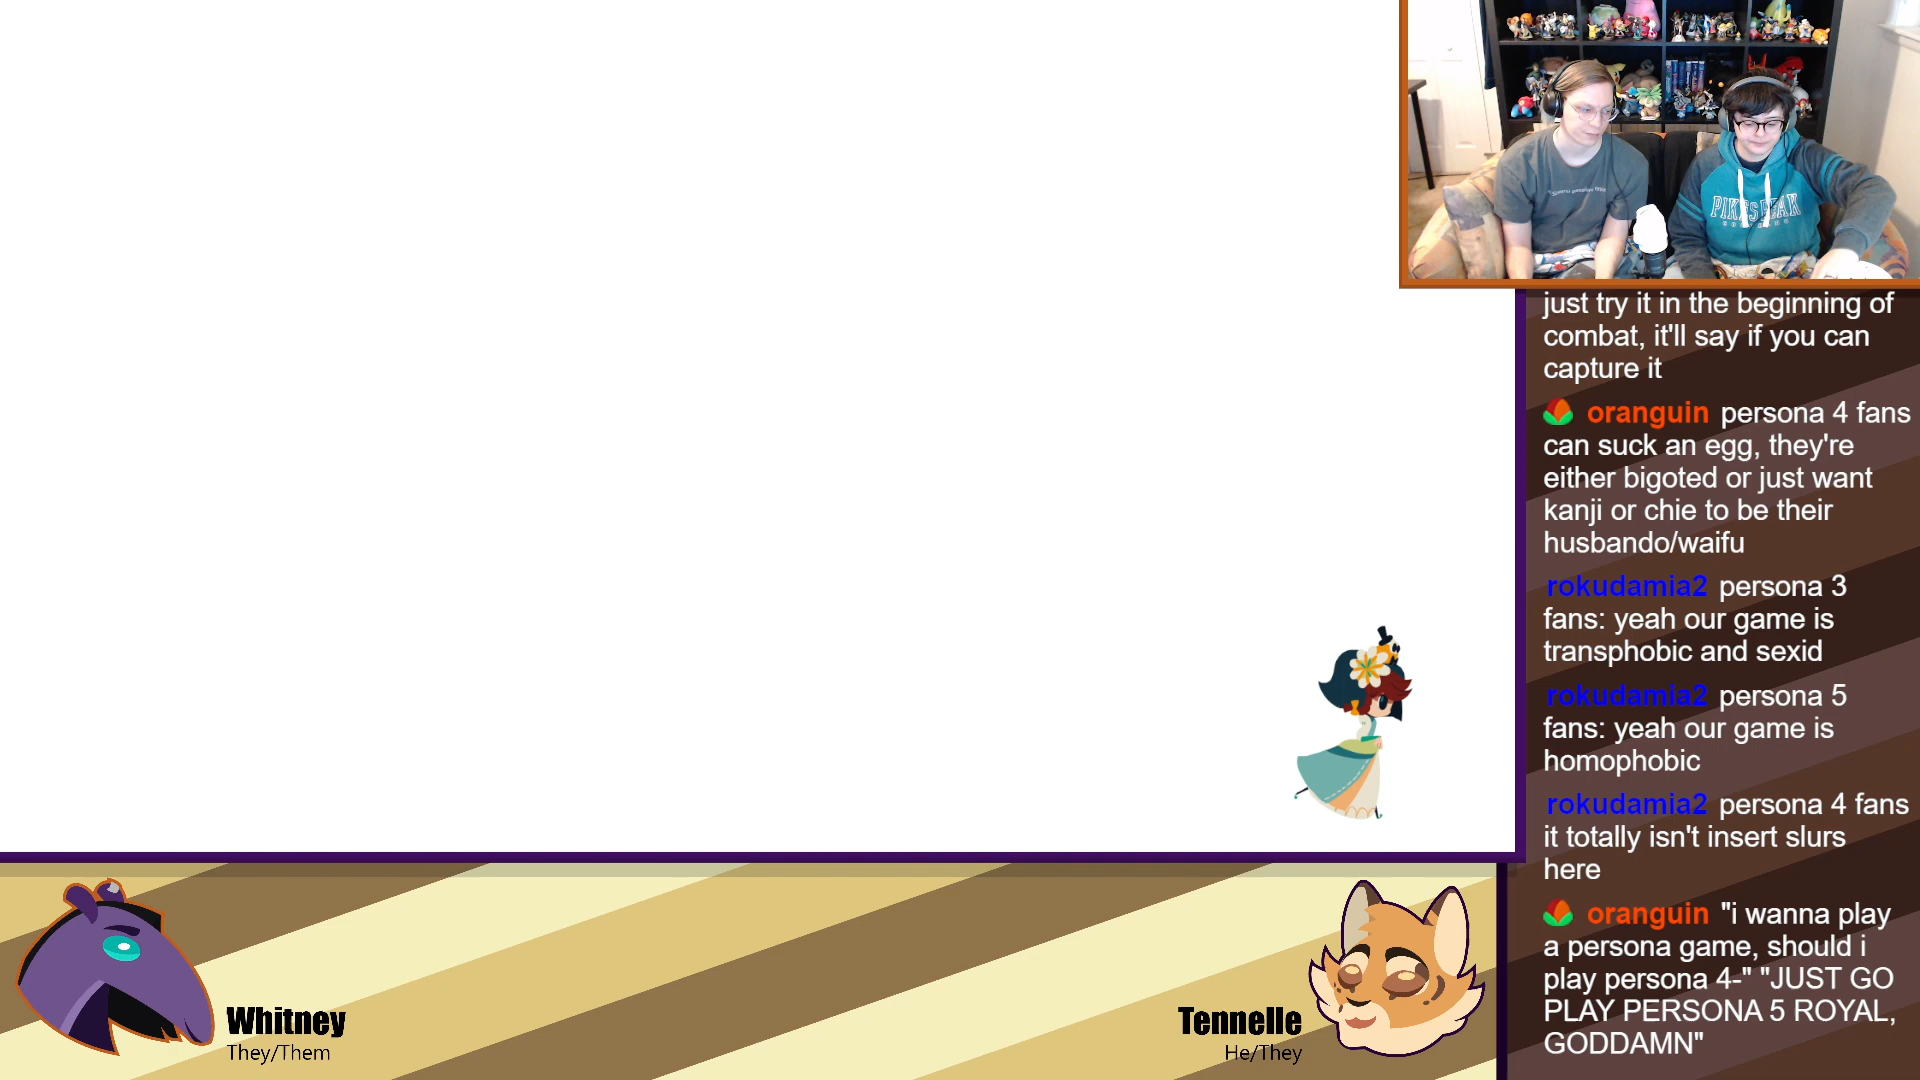 PIKES PEAK
just try it in the beginning of
combat, it'll say if you can
capture it
oranguin persona 4 fans
can suck an egg, they're
either bigoted or just want
kanji or chie to be their
husbando/waifu
rokudamia2 persona 3
fans: yeah our game is
transphobic and sexid
rokudamia2 persona 5
fans: yeah our game is
homophobic
rokudamia2 persona 4 fans
it totally isn't insert slurs
here
oranguin "i wanna play
a persona game, should i
play persona 4-" "JUST GO
PLAY PERSONA 5 ROYAL,
GODDAMN"
Whitney
They/Them
Tennelle
He/They